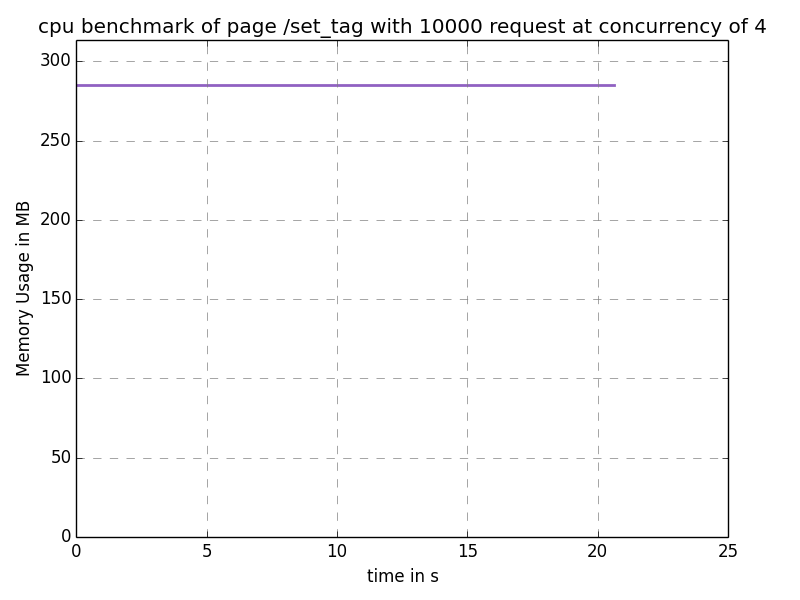 cpu benchmark of page /set_tag with 10000 request at concurrency of 4
300
250
200
150
100
50
0
Memory Usage in MB
0 5 10 15 20 25
time in s